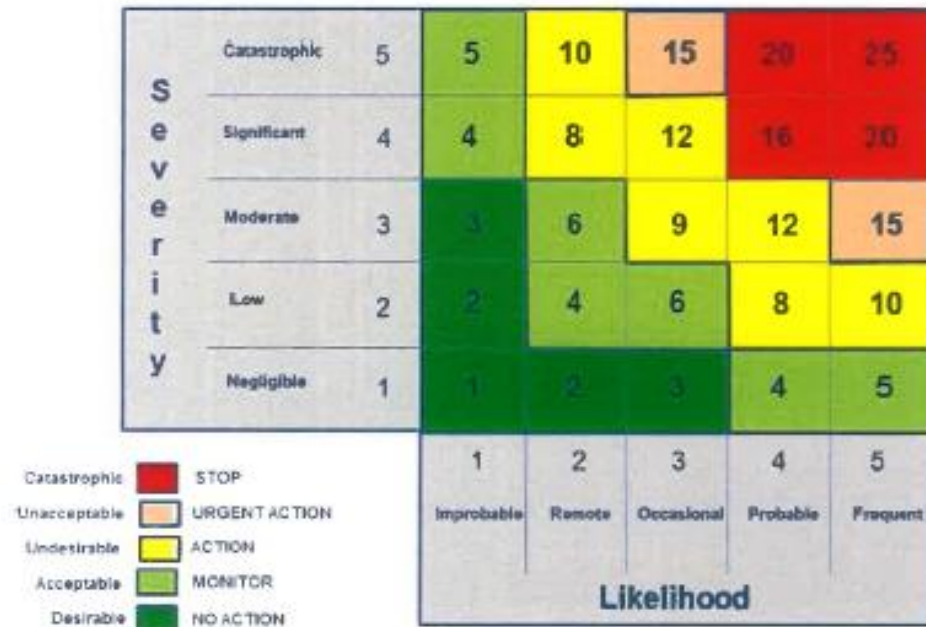 Severity
Catastrophic 5 5 10 15 20 25
Significant 4 4 8 12 16 20
Moderate 3 3 6 9 12 15
Low 2 2 4 6 8 10
Negligible 1 1 2 3 4 5
1 2 3 4 5
Improbable Remote Occasional Probable Frequent
Likelihood
Catastrophic STOP
Unacceptable URGENT ACTION
Undesirable ACTION
Acceptable MONITOR
Desirable NO ACTION